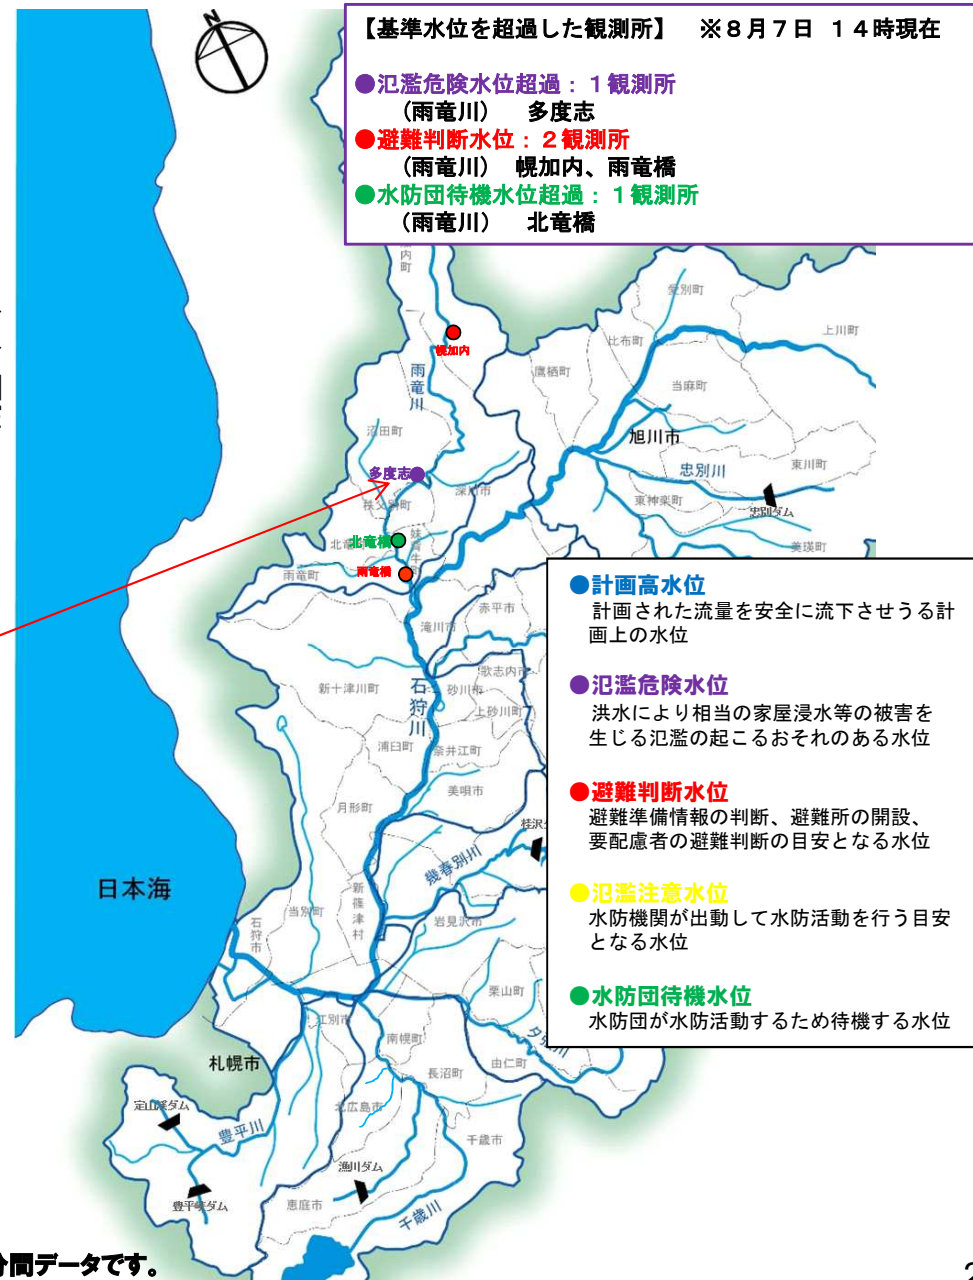 【基準水位を超過した観測所】　※８月７日 １４時現在
●氾濫危険水位超過：１観測所
（雨竜川）　多度志
●避難判断水位：２観測所
（雨竜川）　幌加内、雨竜橋
●水防団待機水位超過：１観測所
（雨竜川）　北竜橋
内町
愛別町
上川町
比布町
幌加内
鷹栖町
当麻町
雨竜川
沼田町
旭川市
多度志
忠別川
東川町
深川市
秩父別町
東神楽町
忠別ダム
北竜橋
妹背牛町
美瑛町
雨竜橋
雨竜町
赤平市
滝川市
歌志内市
新十津川町
石狩川
砂川市
上砂川町
浦臼町
奈井江町
美唄市
月形町
幾春別川
日本海
新篠津村
当別町
石狩市
岩見沢市
栗山町
江別市
南幌町
夕張川
札幌市
長沼町
由仁町
定山渓ダム
北広島市
豊平川
千歳市
漁川ダム
豊平峡ダム
恵庭市
千歳川
●計画高水位
計画された流量を安全に流下させうる計
画上の水位
●氾濫危険水位
洪水により相当の家屋浸水等の被害を
生じる氾濫の起こるおそれのある水位
●避難判断水位
避難準備情報の判断、避難所の開設、
要配慮者の避難判断の目安となる水位
●氾濫注意水位
水防機関が出動して水防活動を行う目安
となる水位
●水防団待機水位
水防団が水防活動するため待機する水位
間データです。